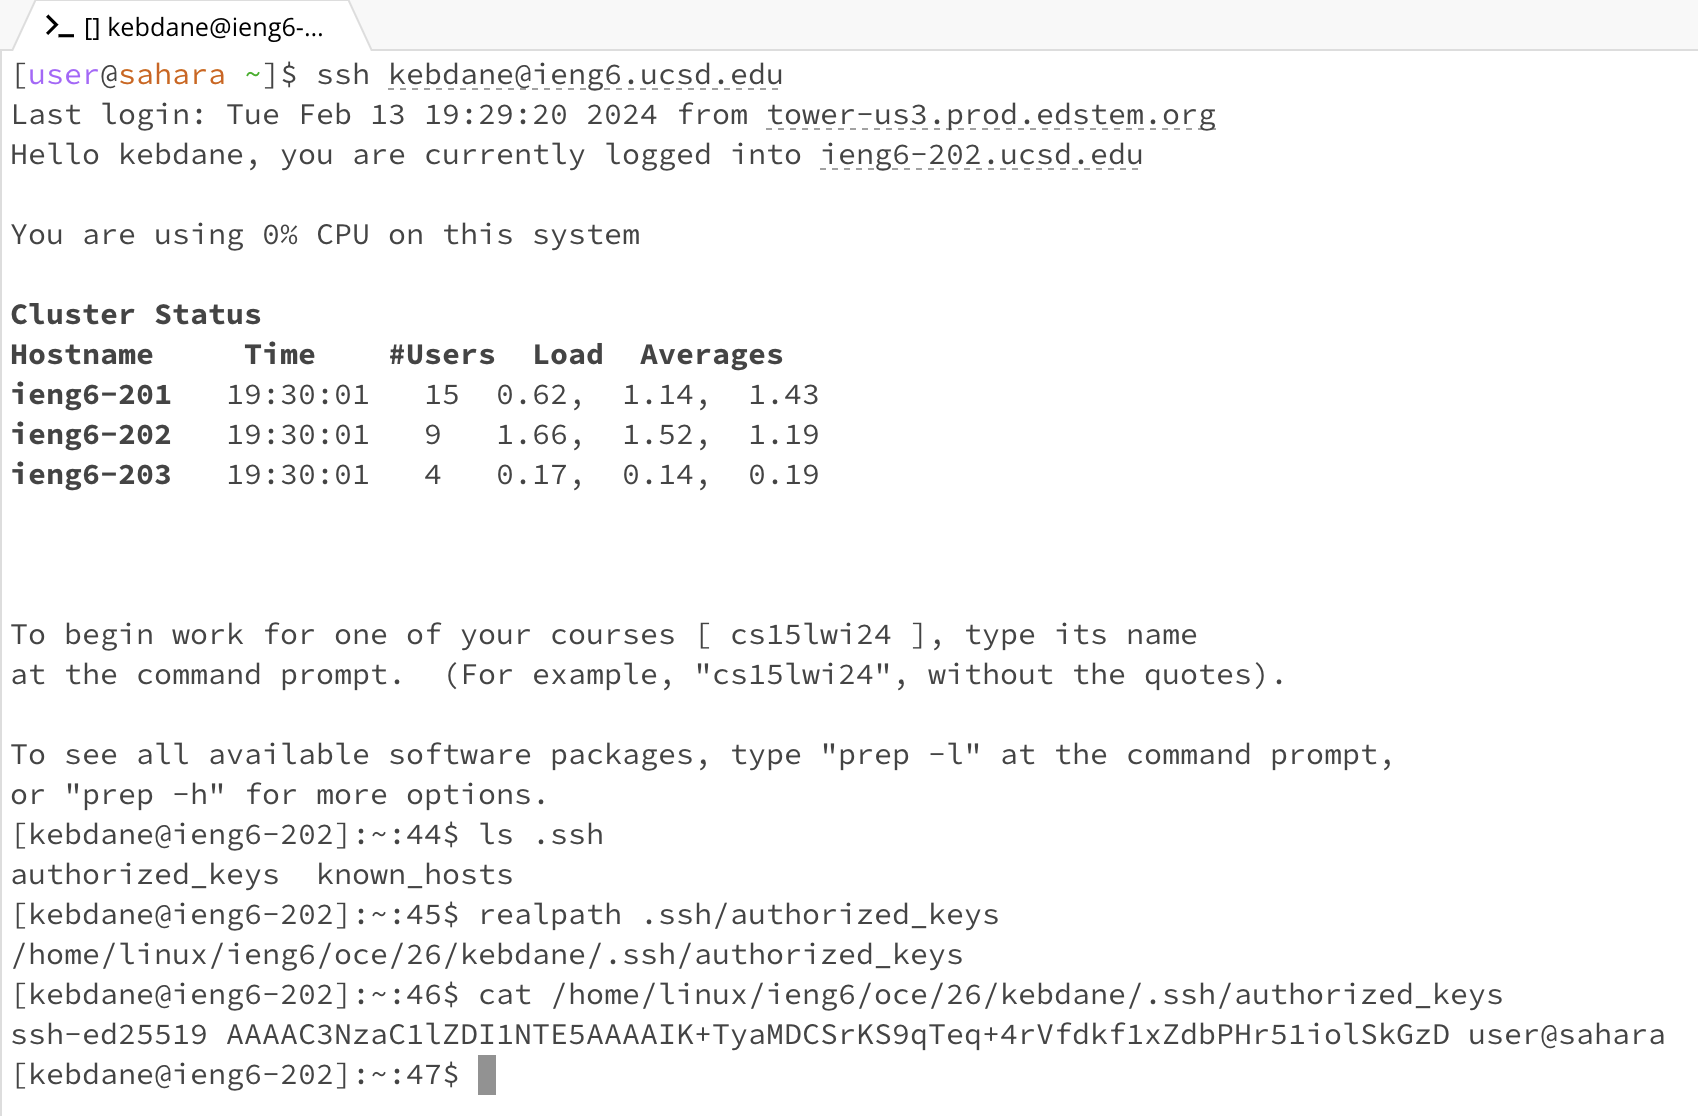 >_ [] kebdane@ieng6-...
[user@sahara ~]$ ssh kebdane@ieng6.ucsd.edu
Last login: Tue Feb 13 19:29:20 2024 from tower-us3.prod.edstem.org
Hello kebdane, you are currently logged into ieng6-202.ucsd.edu
You are using 0% CPU on this system
Cluster Status
Hostname     Time    #Users  Load  Averages
ieng6-201   19:30:01   15  0.62,  1.14,  1.43
ieng6-202   19:30:01   9   1.66,  1.52,  1.19
ieng6-203   19:30:01   4   0.17,  0.14,  0.19
To begin work for one of your courses [ cs15lwi24 ], type its name
at the command prompt.  (For example, "cs15lwi24", without the quotes).
To see all available software packages, type "prep -l" at the command prompt,
or "prep -h" for more options.
[kebdane@ieng6-202]:~:44$ ls .ssh
authorized_keys  known_hosts
[kebdane@ieng6-202]:~:45$ realpath .ssh/authorized_keys
/home/linux/ieng6/oce/26/kebdane/.ssh/authorized_keys
[kebdane@ieng6-202]:~:46$ cat /home/linux/ieng6/oce/26/kebdane/.ssh/authorized_keys
ssh-ed25519 AAAAC3NzaC1lZDI1NTE5AAAAIK+TyaMDCSrKS9qTeq+4rVfdkf1xZdbPHr51iolSkGzD user@sahara
[kebdane@ieng6-202]:~:47$